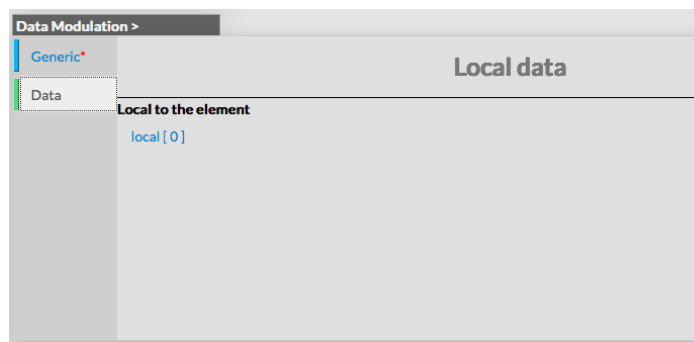 Data Modulation >
Generic*
Local data
Data
Local to the element
local [ 0 ]